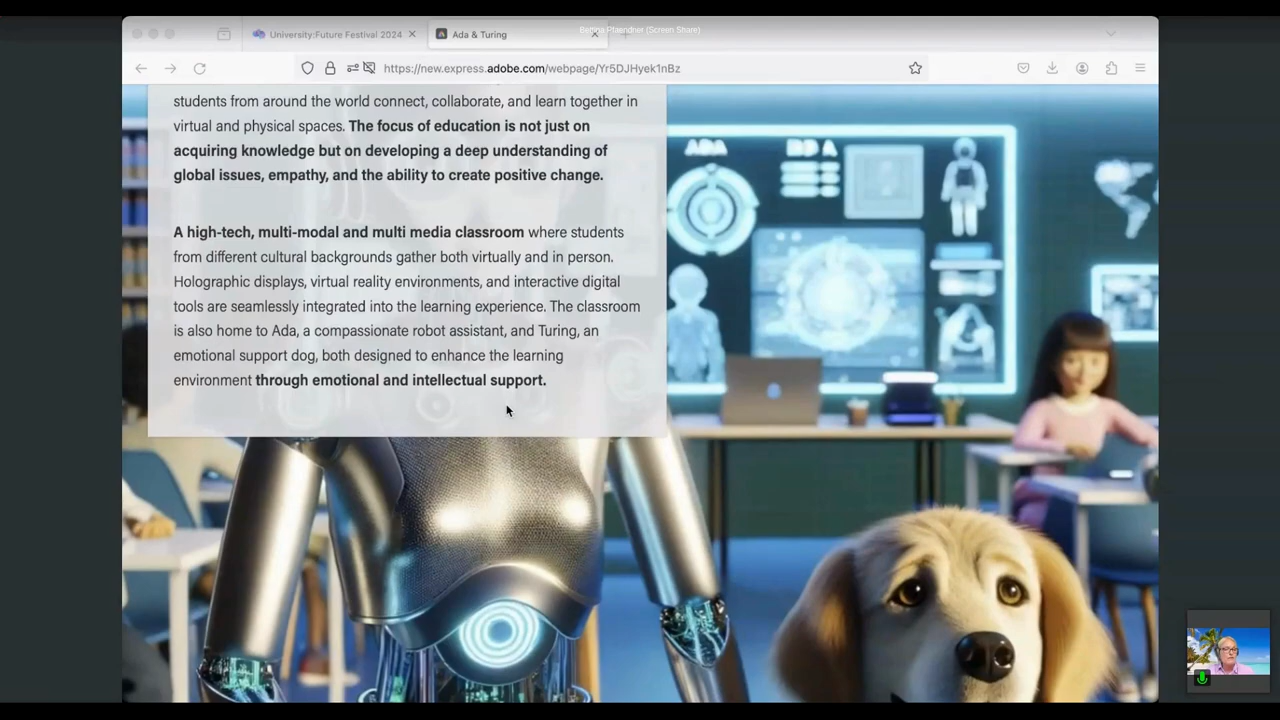 University:Future Festival 2024
Ada & Turing
Bettina Pfaendner (Screen Share)
https://new.express.adobe.com/webpage/Yr5DJHyek1nBz
students from around the world connect, collaborate, and learn together in
virtual and physical spaces. The focus of education is not just on
acquiring knowledge but on developing a deep understanding of
global issues, empathy, and the ability to create positive change.
A high-tech, multi-modal and multi media classroom where students
from different cultural backgrounds gather both virtually and in person.
Holographic displays, virtual reality environments, and interactive digital
tools are seamlessly integrated into the learning experience. The classroom
is also home to Ada, a compassionate robot assistant, and Turing, an
emotional support dog, both designed to enhance the learning
environment through emotional and intellectual support.
ADA